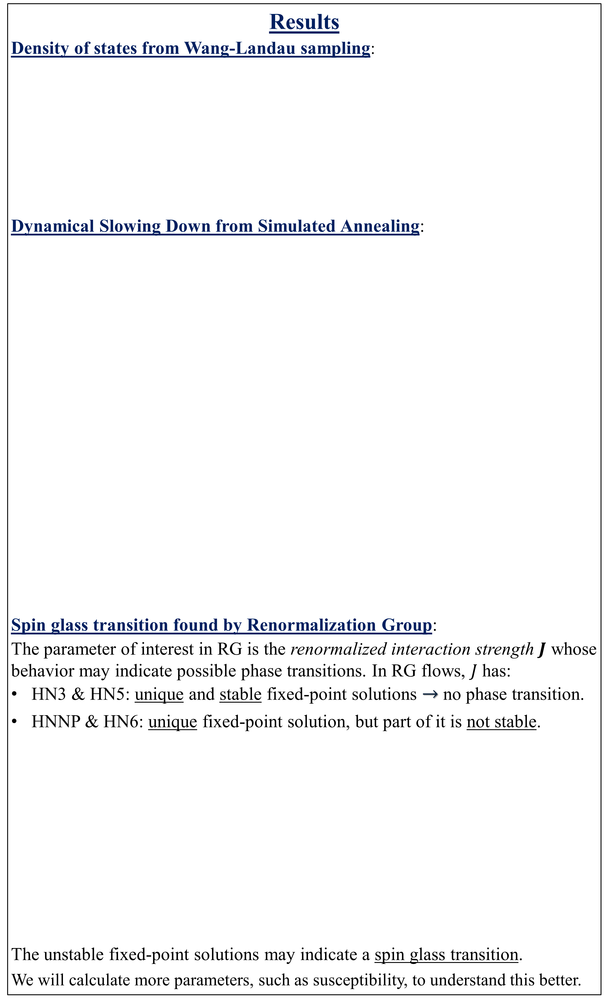 Results
Density of states from Wang-Landau sampling:
Dynamical Slowing Down from Simulated Annealing:
Spin glass transition found by Renormalization Group:
The parameter of interest in RG is the renormalized interaction strength J whose
behavior may indicate possible phase transitions. In RG flows, J has:
• HN3 & HN5: unique and stable fixed-point solutions → no phase transition.
• HNNP & HN6: unique fixed-point solution, but part of it is not stable.
The unstable fixed-point solutions may indicate a spin glass transition.
We will calculate more parameters, such as susceptibility, to understand this better.